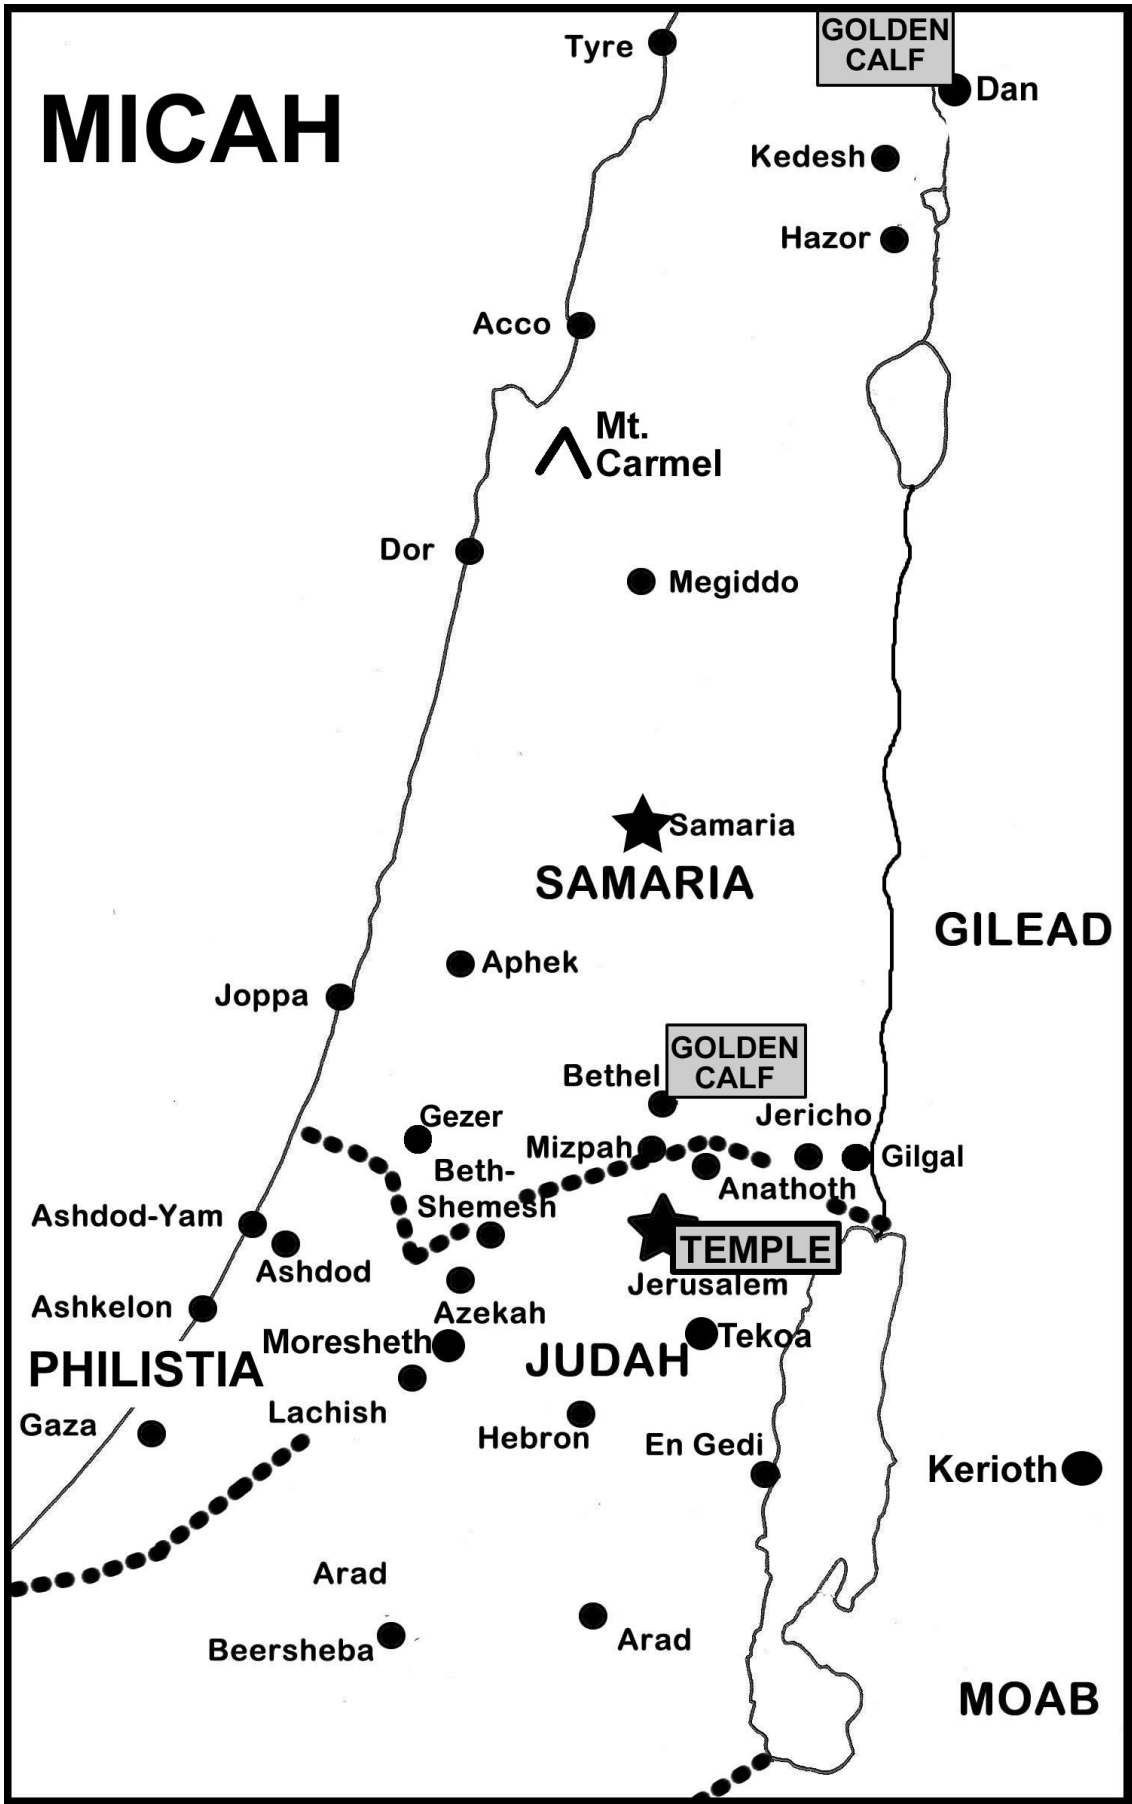 GOLDEN
CALF
Tyre
Dan
MICAH
Kedesh
Hazor
Acco
Mt.
Carmel
Dor
Megiddo
Samaria
SAMARIA
GILEAD
Aphek
Joppa
GOLDEN
CALF
Bethel
Jericho
Gezer
Mizpah
Gilgal
Beth-
Shemesh
Anathoth
Ashdod-Yam
TEMPLE
Ashdod
Jerusalem
Ashkelon
Azekah
Moresheth
Tekoa
JUDAH
PHILISTIA
Lachish
Gaza
Hebron
En Gedi
Kerioth
Arad
Arad
Beersheba
MOAB